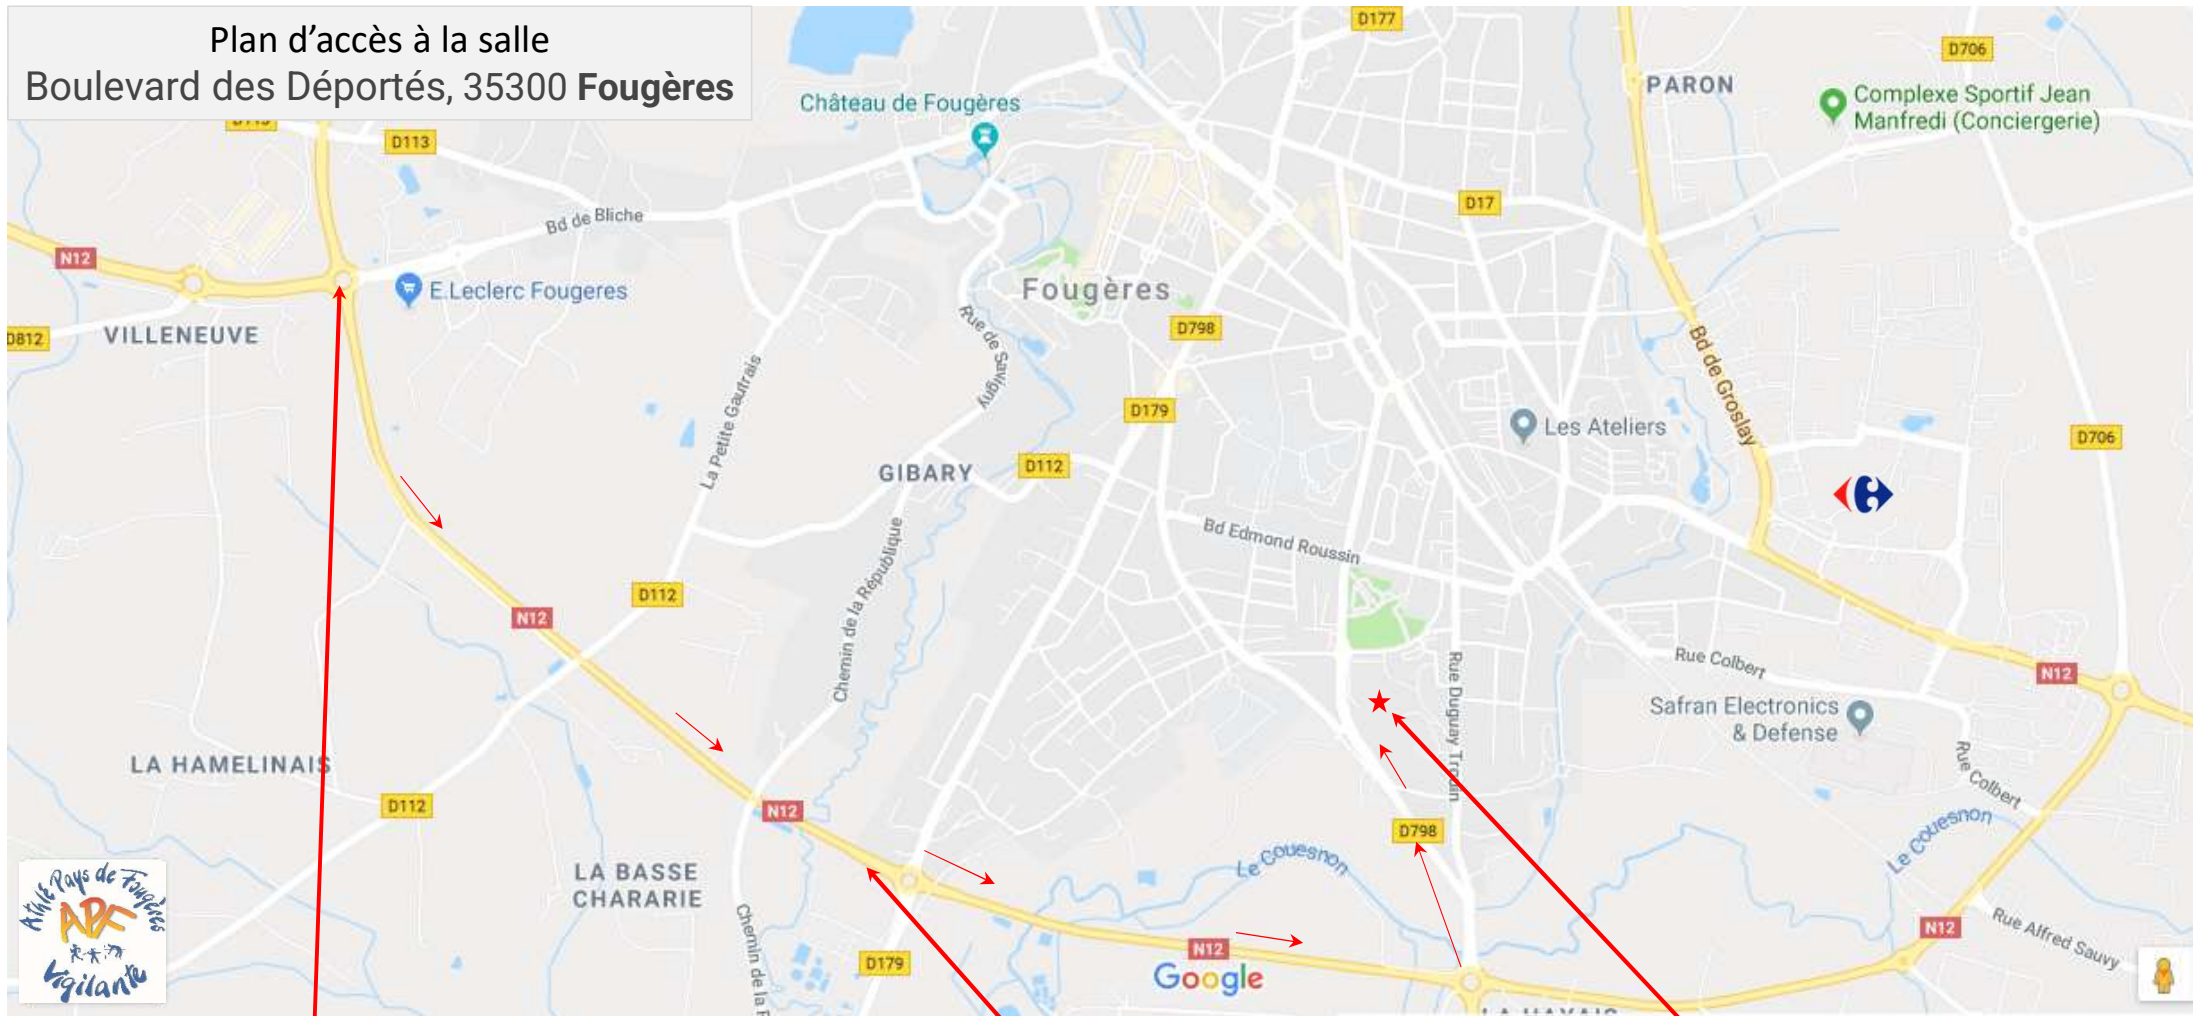 Plan d’accès à la salle
Boulevard des Déportés, 35300 Fougères
D177
D706
PARON
Complexe Sportif Jean
Manfredi (Conciergerie)
Château de Fougères
D113
Bd de Bliche
D17
N12
E.Leclerc Fougeres
Fougères
VILLENEUVE
D812
D798
Rue de Savigny
Bd de Groslay
La Petite Gautrais
D179
Les Ateliers
D706
GIBARY
D112
Bd Edmond Roussin
Chemin de la République
D112
N12
Rue Colbert
N12
Rue Duguay Trouin
Safran Electronics
& Defense
LA HAMELINAIS
Rue Colbert
D112
N12
D798
Le Couesnon
Le Couesnon
LA BASSE
CHARARIE
Athlé Pays de Fougères
APF
Vigilante
Chemin de la
N12
Rue Alfred Sauvy
N12
D179
Google